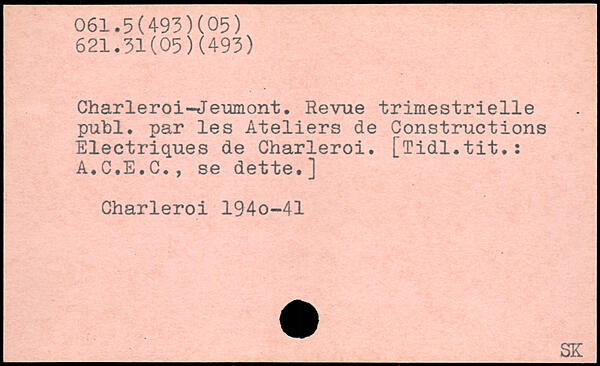 061.5(493)(05)
621.31(05)(493)
Charleroi-Jeumont. Revue trimestrielle
publ. par les Ateliers de Constructions
Electriques de Charleroi. [Tidl.tit.:
A.C.E.C., se dette.]
Charleroi 194o-41
SK